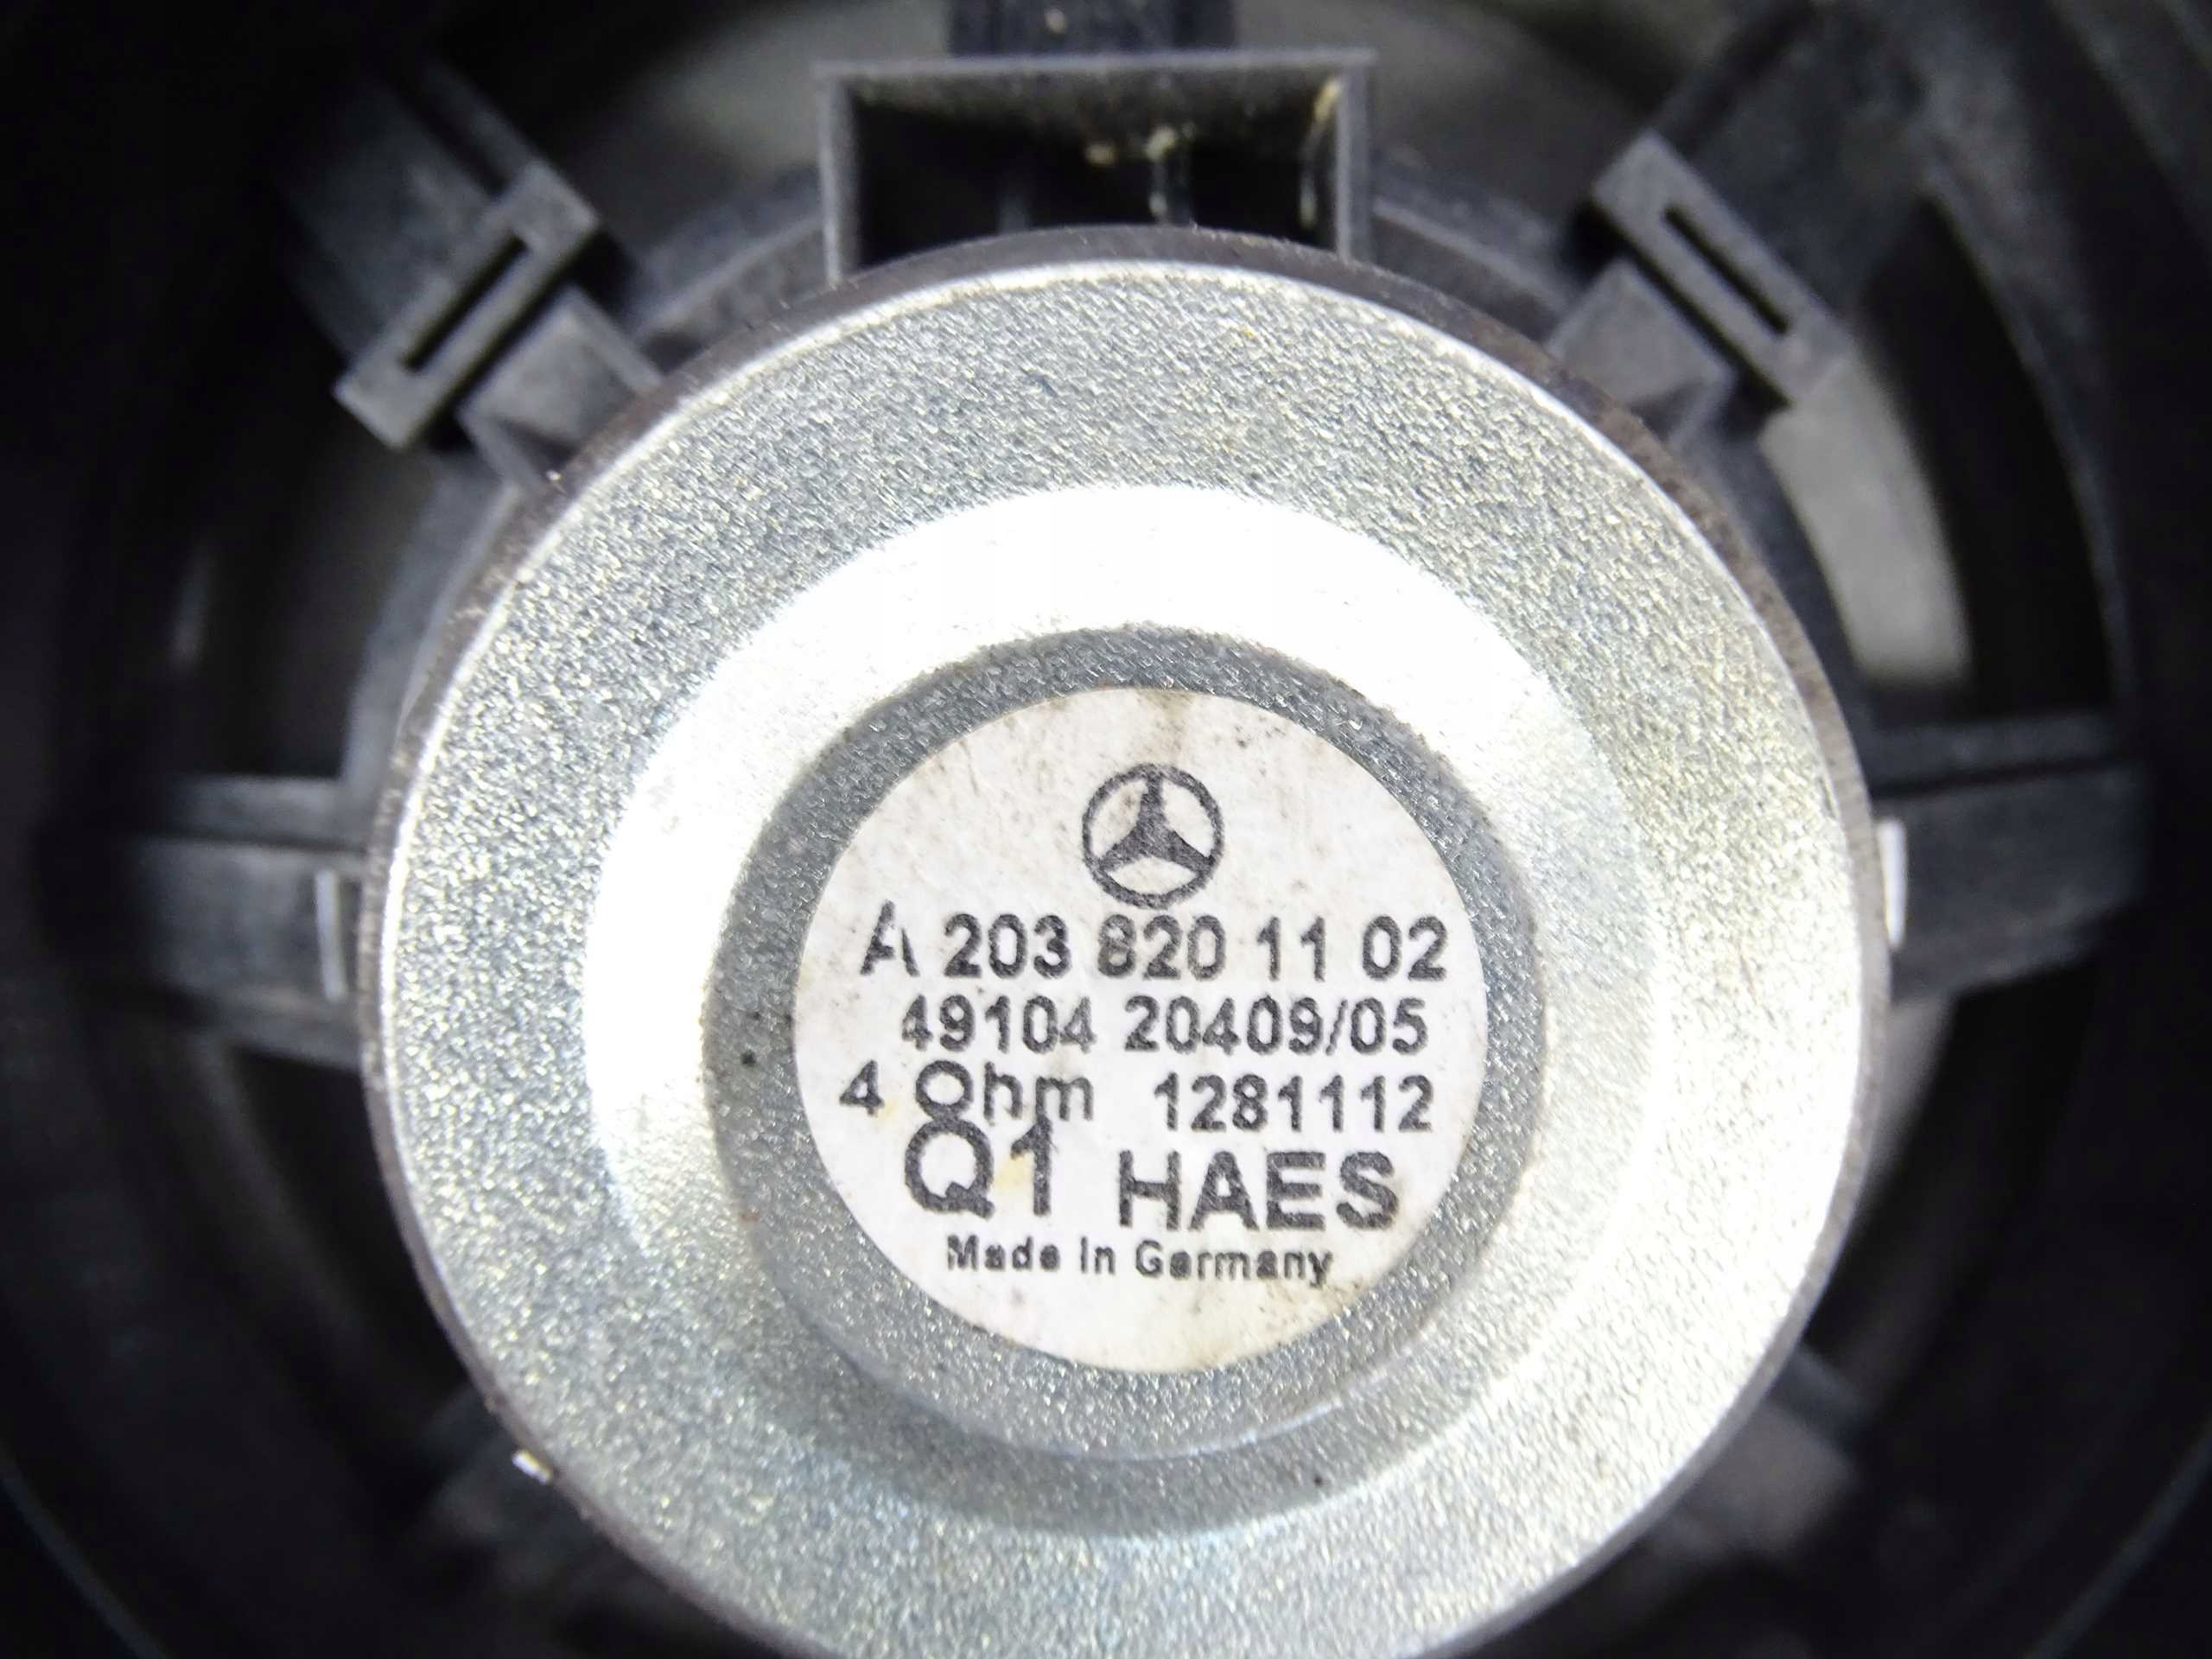 A 203 820 11 02
49104 20409/05
4 Ohm 1281112
Q1 HAES
Made In Germany